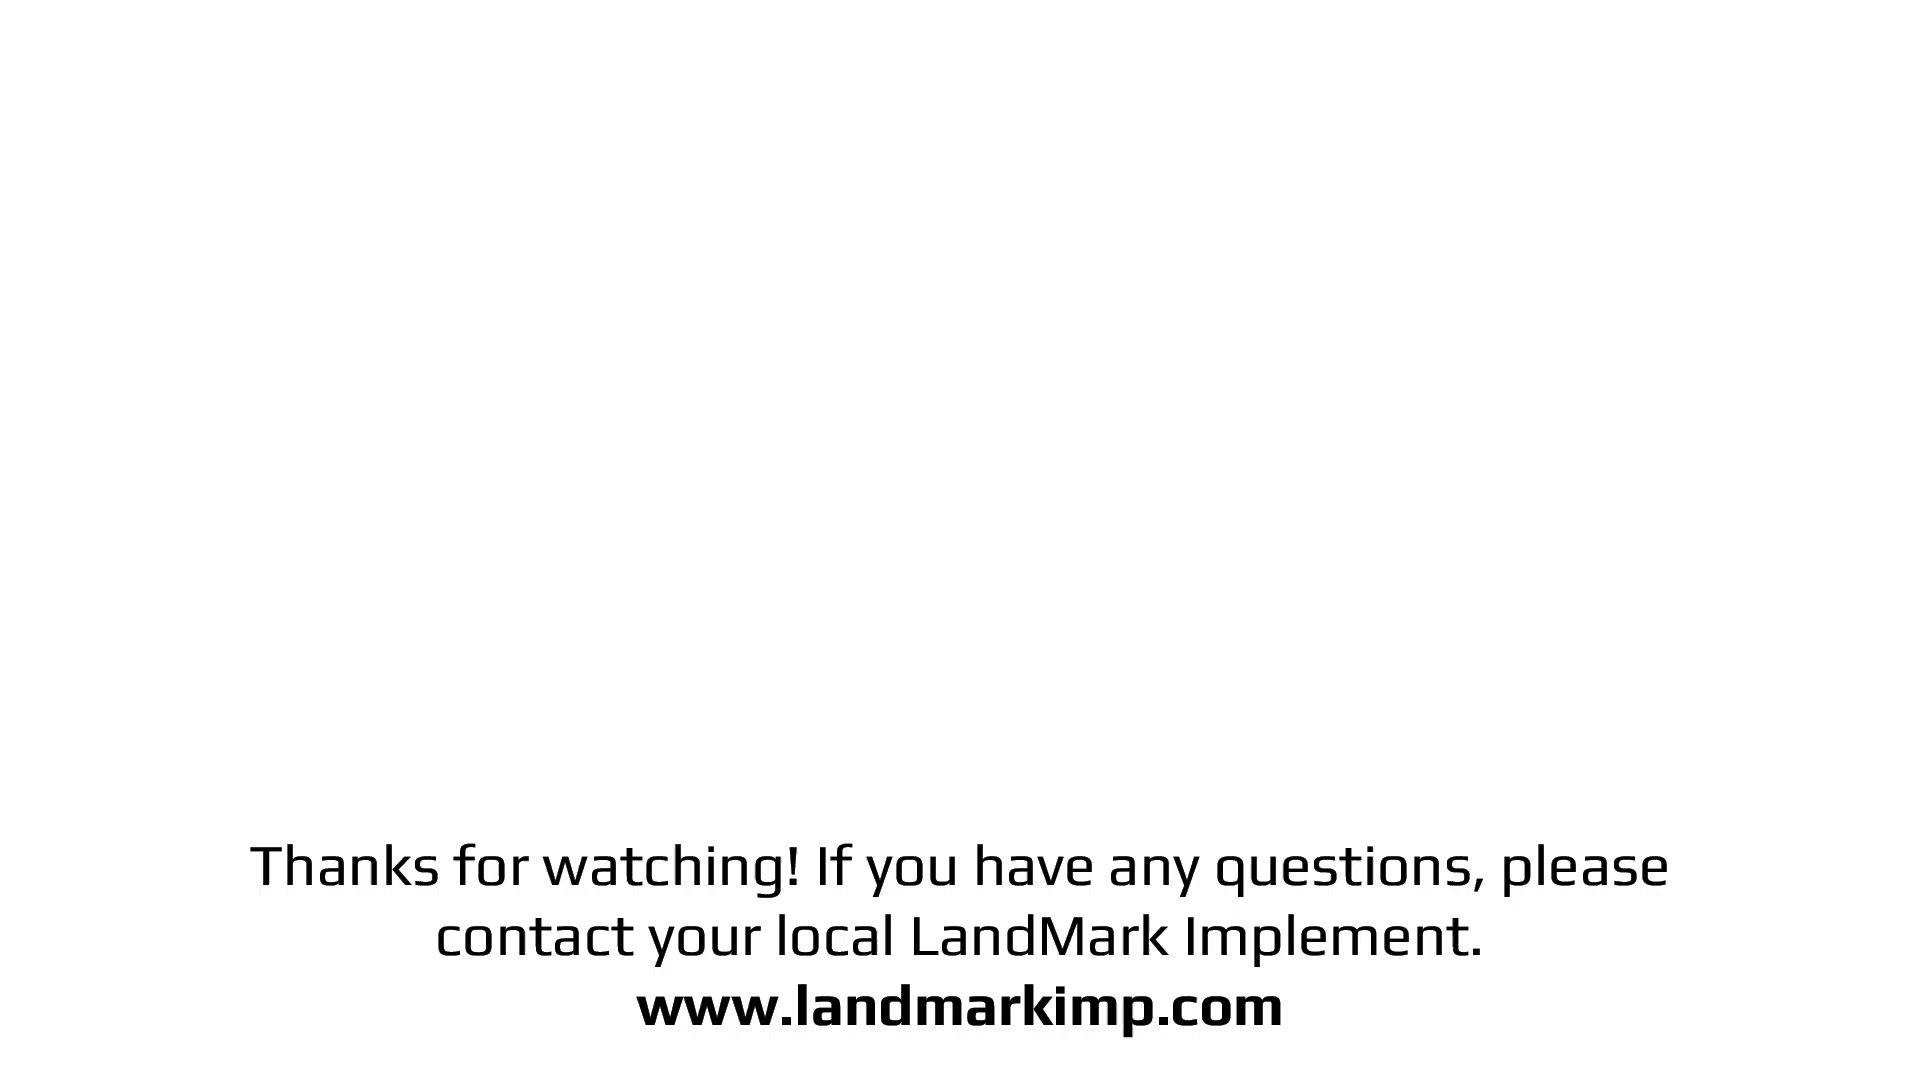 Thanks for watching! If you have any questions, please
contact your local LandMark Implement.
www.landmarkimp.com